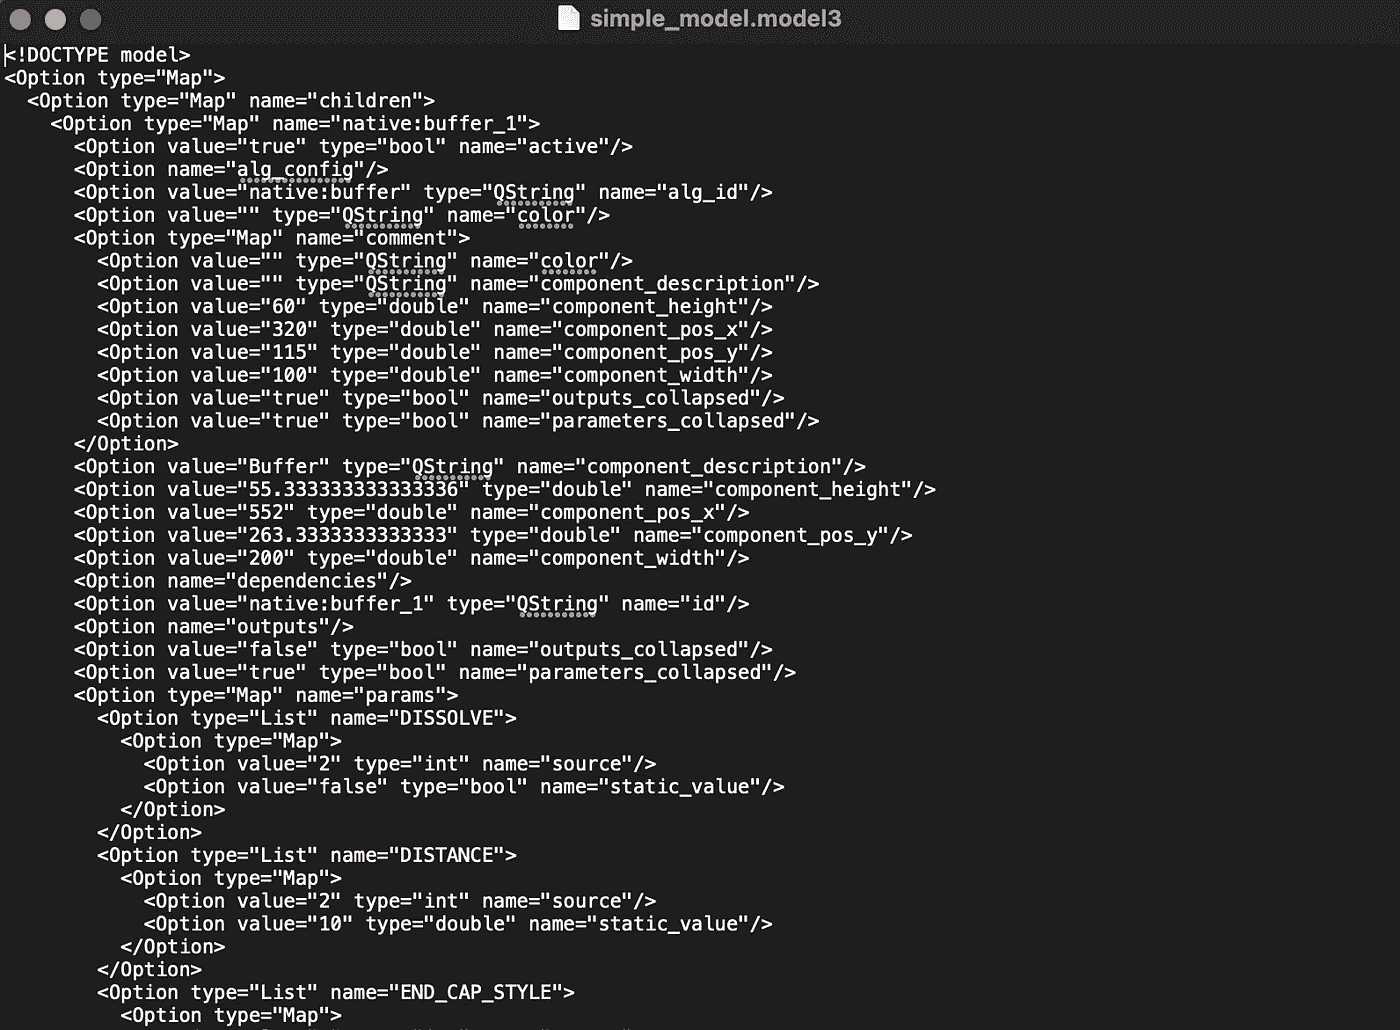 simple_model.model3
<!DOCTYPE model>
<Option type="Map">
<Option type="Map" name="children">
<Option type="Map" name="native:buffer_1">
<Option value="true" type="bool" name="active"/>
<Option name="alg_config"/>
<Option value="native:buffer" type="QString" name="alg_id"/>
<Option value="" type="QString" name="color"/>
<Option type="Map" name="comment">
<Option value="" type="QString" name="color"/>
<Option value="" type="QString" name="component_description"/>
<Option value="60" type="double" name="component_height"/>
<Option value="320" type="double" name="component_pos_x"/>
<Option value="115" type="double" name="component_pos_y"/>
<Option value="100" type="double" name="component_width"/>
<Option value="true" type="bool" name="outputs_collapsed"/>
<Option value="true" type="bool" name="parameters_collapsed"/>
</Option>
<Option value="Buffer" type="QString" name="component_description"/>
<Option value="55.333333333333336" type="double" name="component_height"/>
<Option value="552" type="double" name="component_pos_x"/>
<Option value="263.3333333333333" type="double" name="component_pos_y"/>
<Option value="200" type="double" name="component_width"/>
<Option name="dependencies"/>
<Option value="native:buffer_1" type="QString" name="id"/>
<Option name="outputs"/>
<Option value="false" type="bool" name="outputs_collapsed"/>
<Option value="true" type="bool" name="parameters_collapsed"/>
<Option type="Map" name="params">
<Option type="List" name="DISSOLVE">
<Option type="Map">
<Option value="2" type="int" name="source"/>
<Option value="false" type="bool" name="static_value"/>
</Option>
</Option>
<Option type="List" name="DISTANCE">
<Option type="Map">
<Option value="2" type="int" name="source"/>
<Option value="10" type="double" name="static_value"/>
</Option>
</Option>
<Option type="List" name="END_CAP_STYLE">
<Option type="Map">